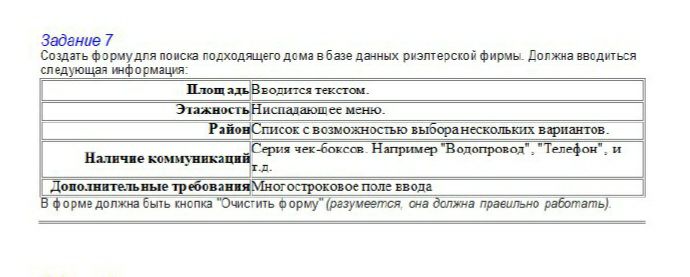 Задание 7
Создать форму для поиска подходящего дома в базе данных риэлтерской фирмы. Должна вводиться
следующая информация:
Площадь Вводится текстом.
Этажность Ниспадающее меню.
Район Список с возможностью выбора нескольких вариантов.
Наличие коммуникаций Серия чек-боксов. Например "Водопровод", "Телефон", и
т.д.
Дополнительные требования Многостроковое поле ввода
В форме должна быть кнопка "Очистить форму" (разумеется, она должна правильно работать).